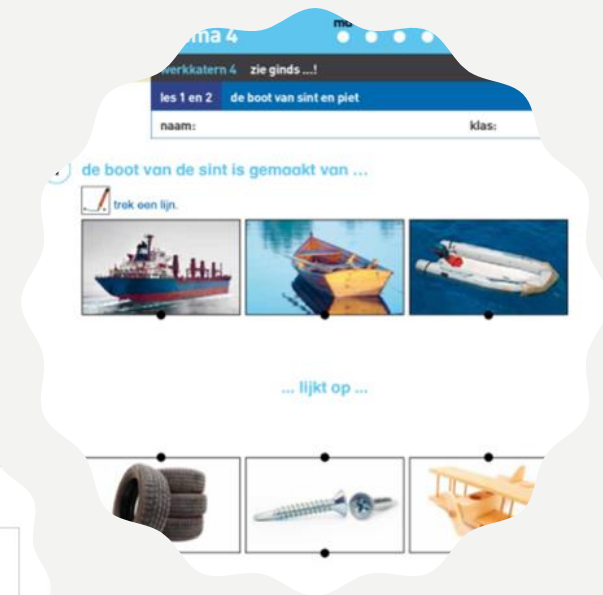 ma 4
werkkatern 4 zie ginds ...!
les 1 en 2 de boot van sint en piet
naam: klas:
de boot van de sint is gemaakt van ...
trek een lijn.
... lijkt op ...